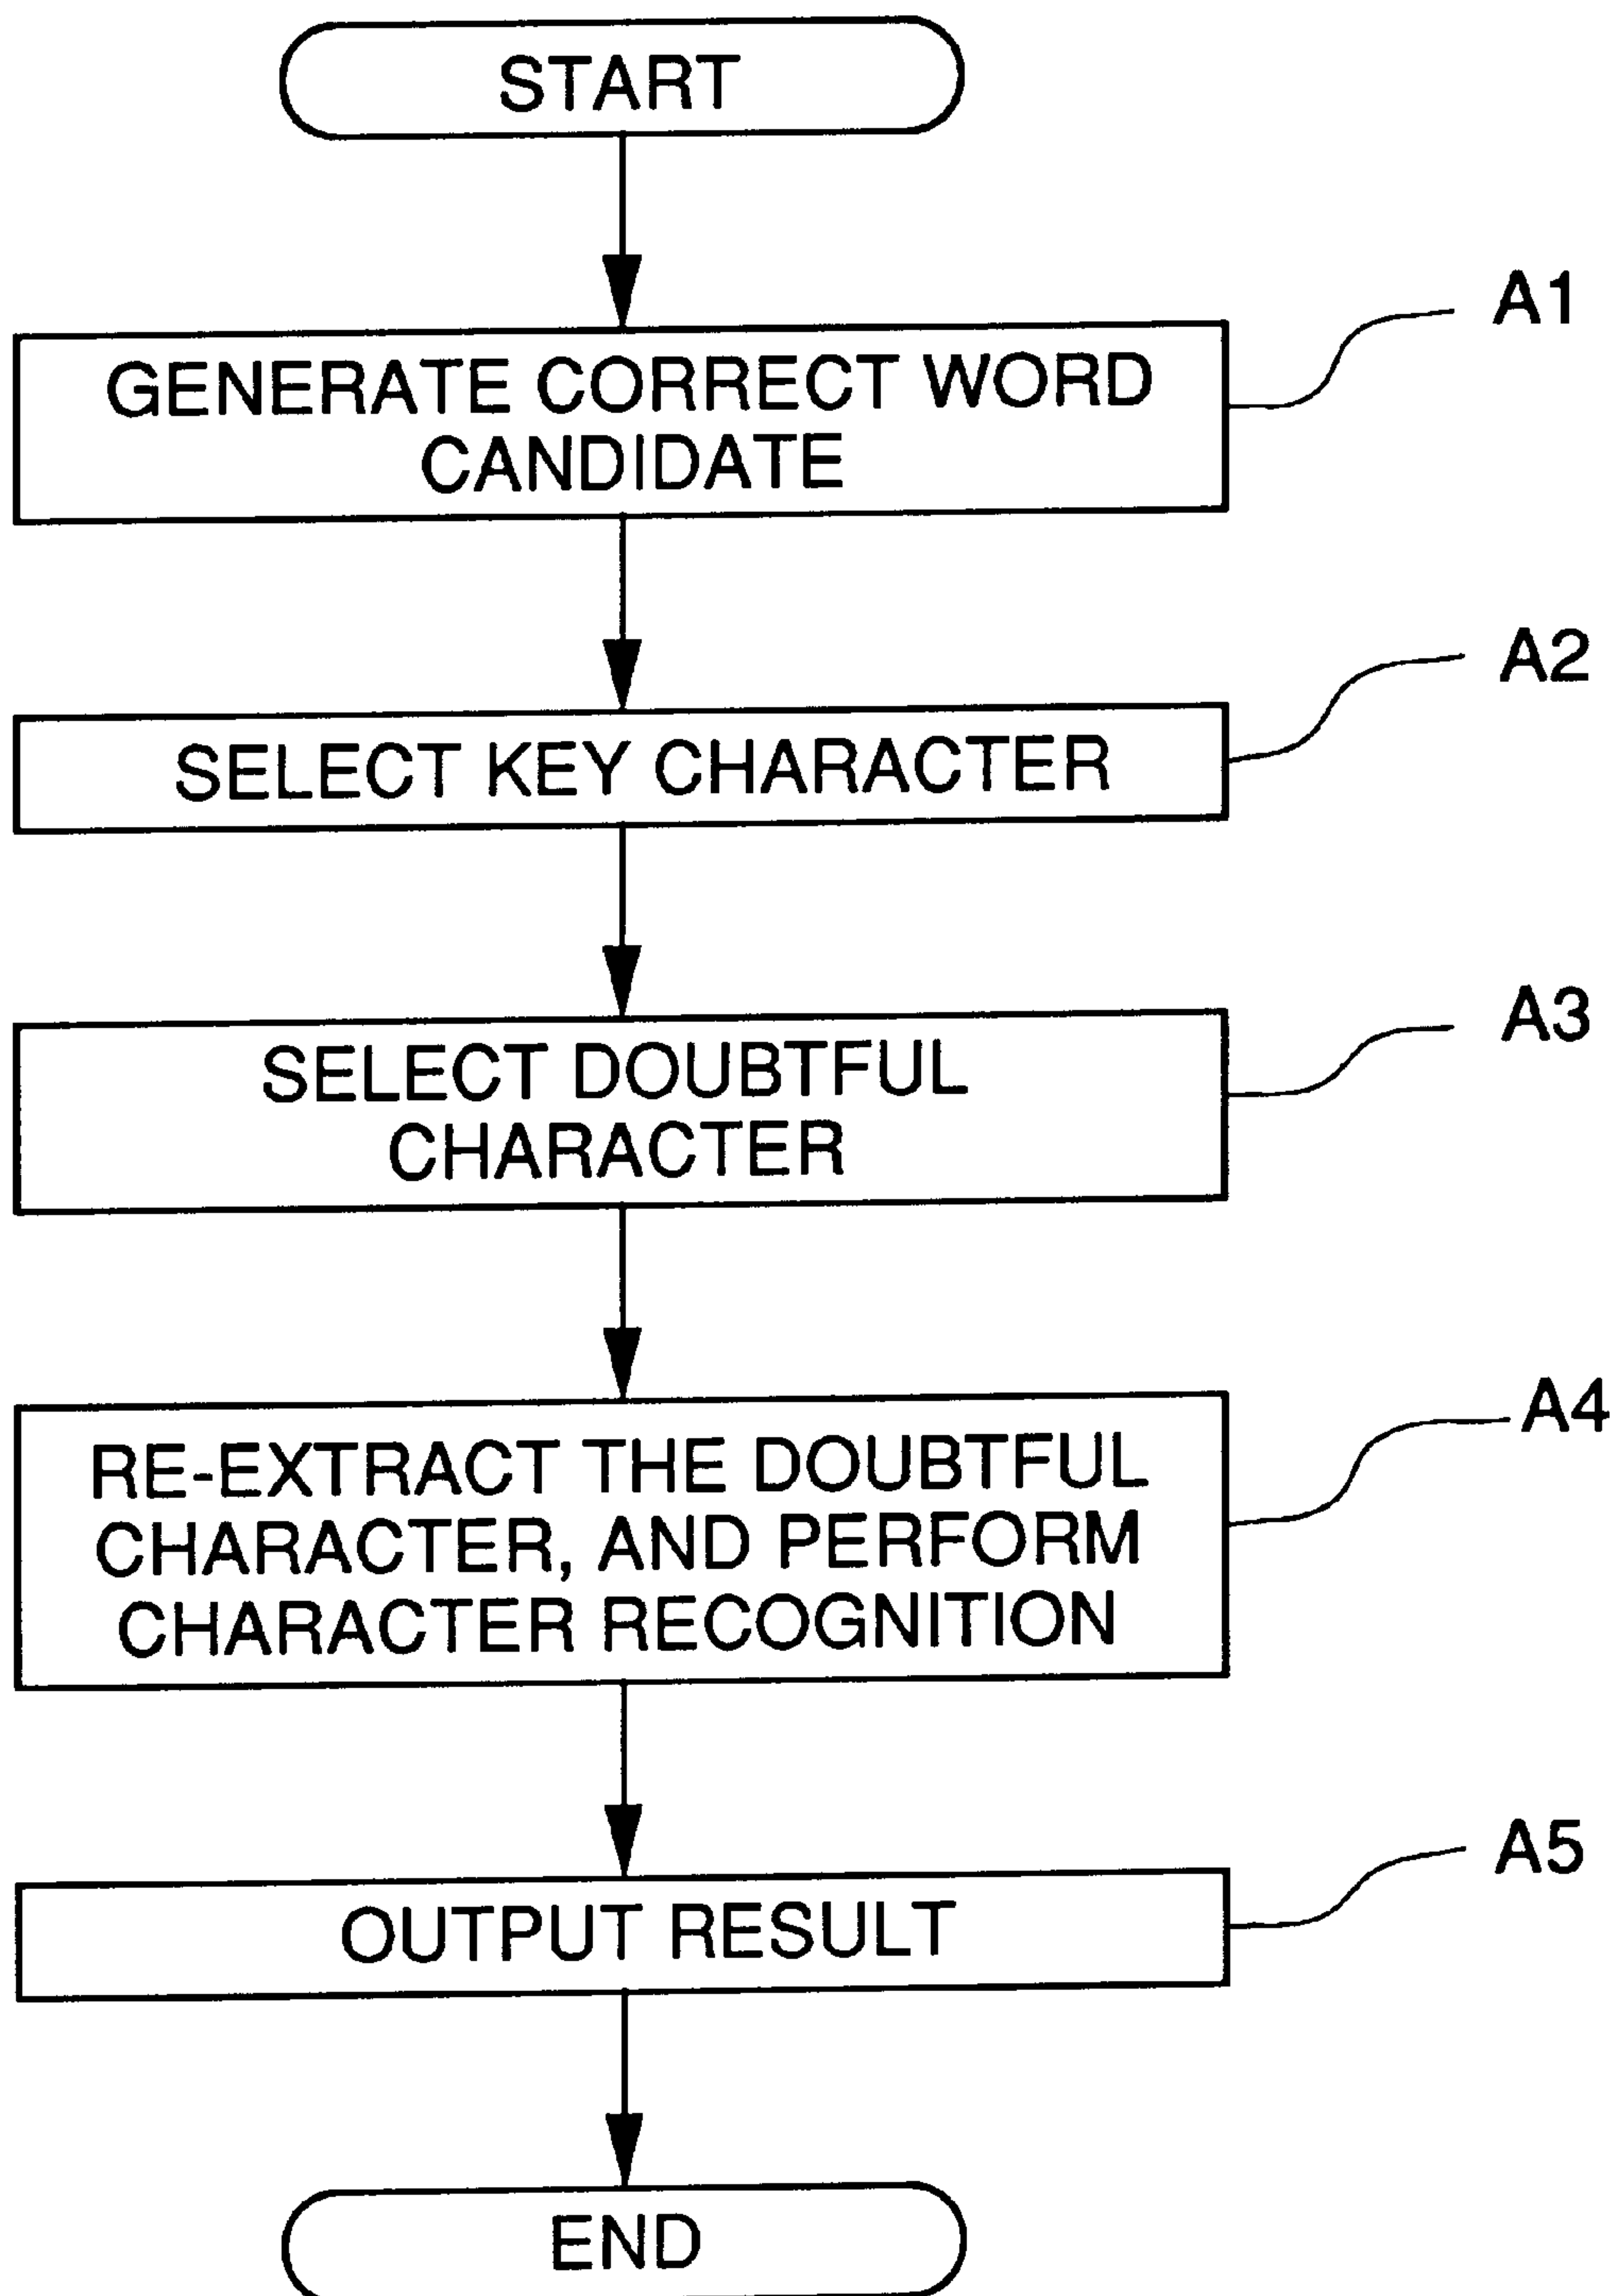 START
A1
GENERATE CORRECT WORD
CANDIDATE
A2
SELECT KEY CHARACTER
A3
SELECT DOUBTFUL
CHARACTER
A4
RE-EXTRACT THE DOUBTFUL
CHARACTER, AND PERFORM
CHARACTER RECOGNITION
A5
OUTPUT RESULT
END